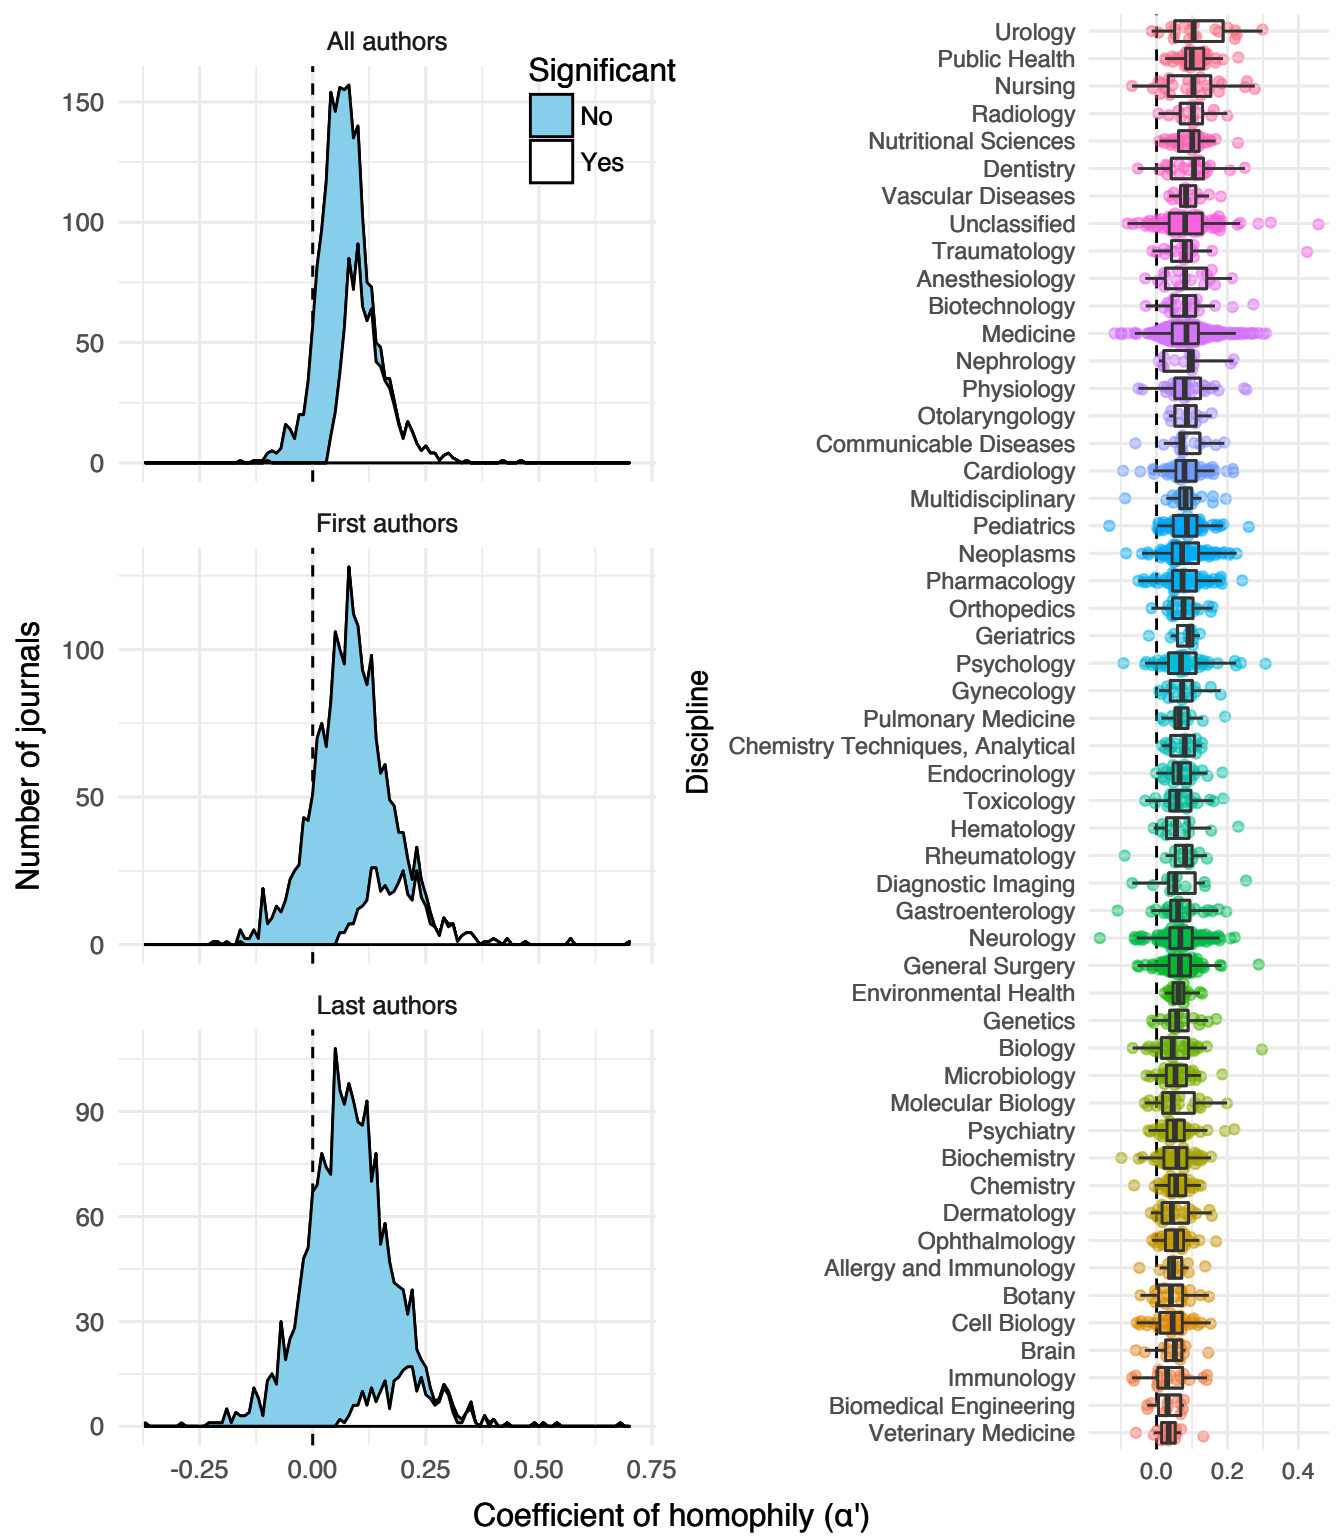 All authors
Significant
No
Yes
150
100
50
0
First authors
100
50
0
Last authors
90
60
30
0
-0.25 0.00 0.25 0.50 0.75
Number of journals
Coefficient of homophily (α')
Discipline
Urology
Public Health
Nursing
Radiology
Nutritional Sciences
Dentistry
Vascular Diseases
Unclassified
Traumatology
Anesthesiology
Biotechnology
Medicine
Nephrology
Physiology
Otolaryngology
Communicable Diseases
Cardiology
Multidisciplinary
Pediatrics
Neoplasms
Pharmacology
Orthopedics
Geriatrics
Psychology
Gynecology
Pulmonary Medicine
Chemistry Techniques, Analytical
Endocrinology
Toxicology
Hematology
Rheumatology
Diagnostic Imaging
Gastroenterology
Neurology
General Surgery
Environmental Health
Genetics
Biology
Microbiology
Molecular Biology
Psychiatry
Biochemistry
Chemistry
Dermatology
Ophthalmology
Allergy and Immunology
Botany
Cell Biology
Brain
Immunology
Biomedical Engineering
Veterinary Medicine
0.0 0.2 0.4